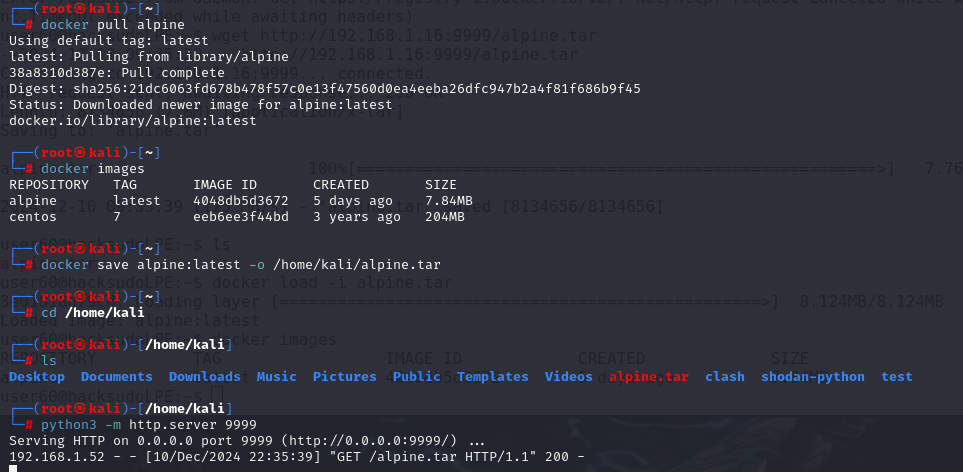 ┌──(root㉿kali)-[~]
└─# docker pull alpine
Using default tag: latest
latest: Pulling from library/alpine
38a8310d387e: Pull complete
Digest: sha256:21dc6063fd678b478f57c0e13f47560d0ea4eeba26dfc947b2a4f81f686b9f45
Status: Downloaded newer image for alpine:latest
docker.io/library/alpine:latest
┌──(root㉿kali)-[~]
└─# docker images
REPOSITORY TAG IMAGE ID CREATED SIZE
alpine latest 4048db5d3672 5 days ago 7.84MB
centos 7 eeb6ee3f44bd 3 years ago 204MB
┌──(root㉿kali)-[~]
└─# docker save alpine:latest -o /home/kali/alpine.tar
┌──(root㉿kali)-[~]
└─# cd /home/kali
┌──(root㉿kali)-[/home/kali]
└─# ls
Desktop Documents Downloads Music Pictures Public Templates Videos alpine.tar clash shodan-python test
┌──(root㉿kali)-[/home/kali]
└─# python3 -m http.server 9999
Serving HTTP on 0.0.0.0 port 9999 (http://0.0.0.0:9999/) ...
192.168.1.52 - - [10/Dec/2024 22:35:39] "GET /alpine.tar HTTP/1.1" 200 -